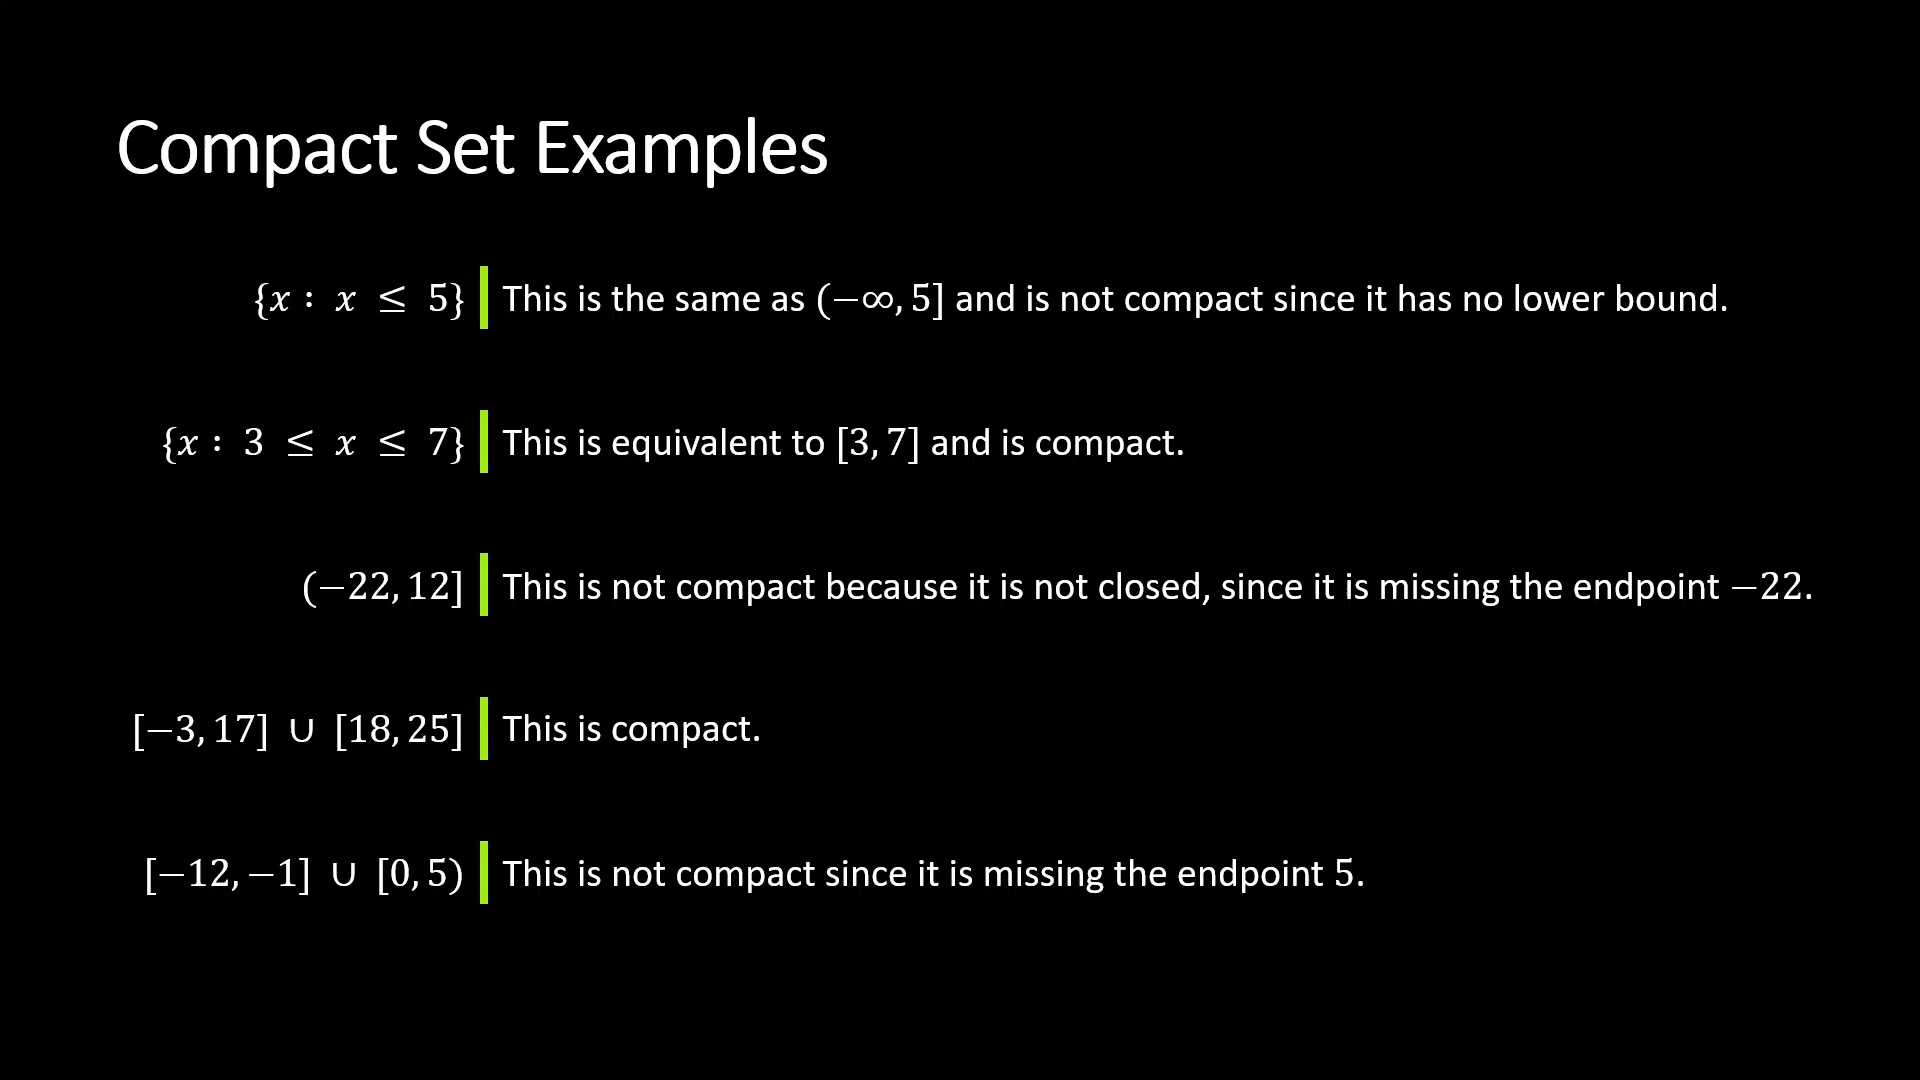 Compact Set Examples
{x : x ≤ 5} This is the same as (−∞, 5] and is not compact since it has no lower bound.
{x : 3 ≤ x ≤ 7} This is equivalent to [3, 7] and is compact.
(−22, 12] This is not compact because it is not closed, since it is missing the endpoint −22.
[−3, 17] ∪ [18, 25] This is compact.
[−12, −1] ∪ [0, 5) This is not compact since it is missing the endpoint 5.